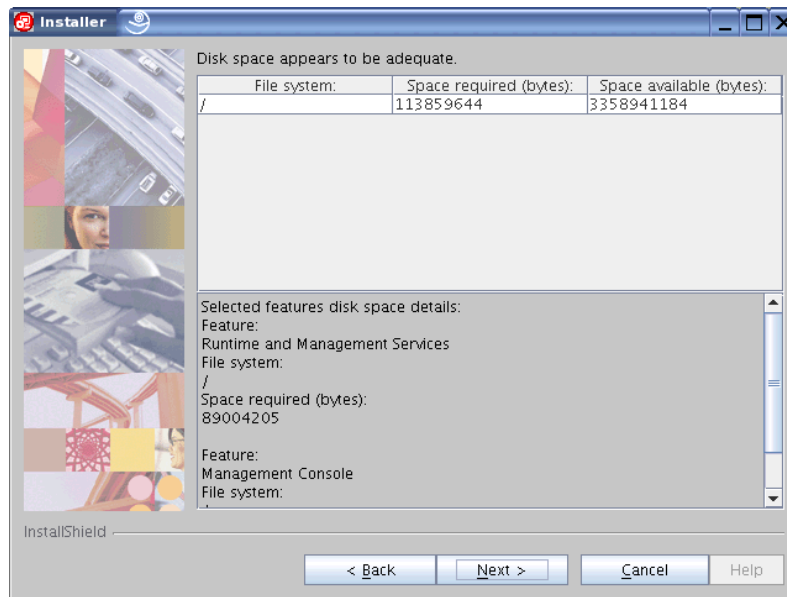 Installer
Disk space appears to be adequate.
File system: Space required (bytes): Space available (bytes):
/ 113859644 3358941184
Selected features disk space details:
Feature:
Runtime and Management Services
File system:
/
Space required (bytes):
89004205
Feature:
Management Console
File system:
InstallShield
< Back Next > Cancel Help